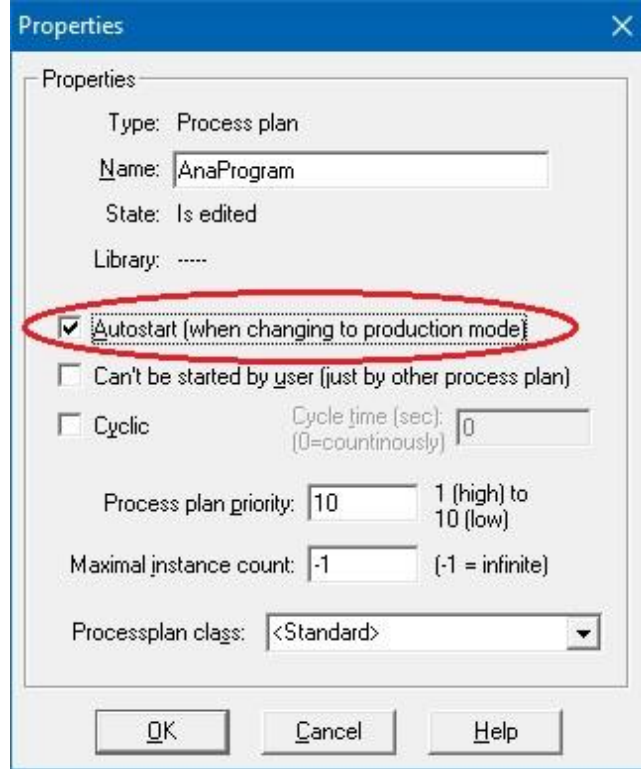 Properties
Properties
Type: Process plan
Name: AnaProgram
State: Is edited
Library: -----
Autostart (when changing to production mode)
Can't be started by user (just by other process plan)
Cyclic
Cycle time (sec):
(0=countinously)
0
Process plan priority: 10
1 (high) to
10 (low)
Maximal instance count: -1 (-1 = infinite)
Processplan class: <Standard>
OK Cancel Help